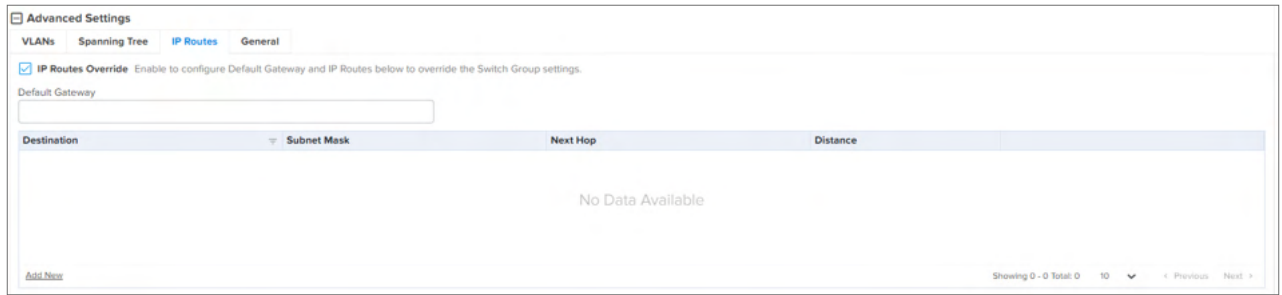 Advanced Settings
VLANs Spanning Tree IP Routes General
IP Routes Override Enable to configure Default Gateway and IP Routes below to override the Switch Group settings.
Default Gateway
Destination Subnet Mask Next Hop Distance
No Data Available
Add New Showing 0 - 0 Total: 0 10 < Previous Next >